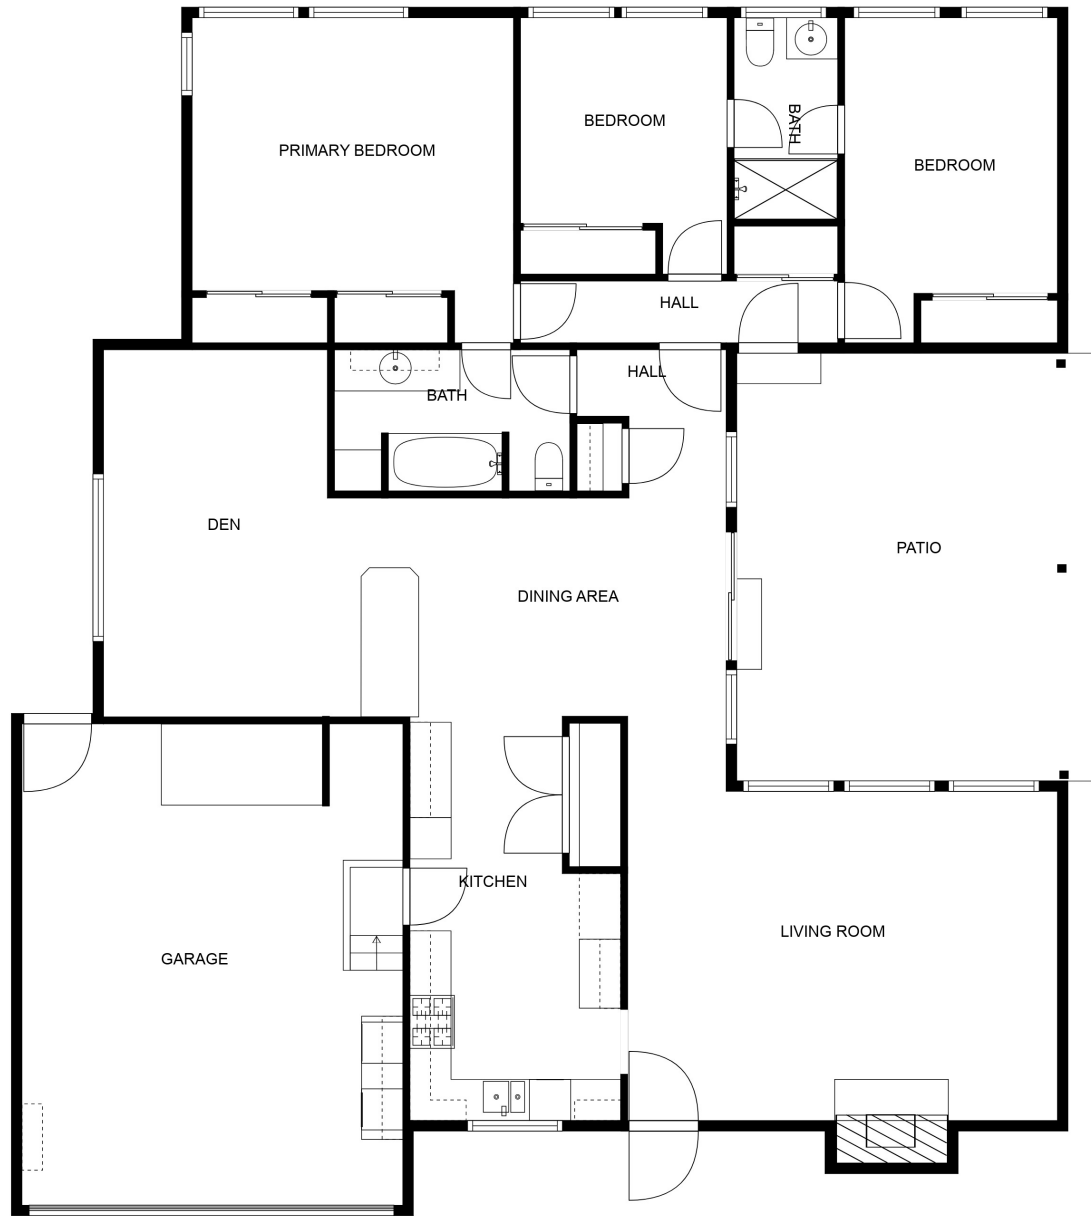 BEDROOM
BATH
PRIMARY BEDROOM
BEDROOM
HALL
HALL
BATH
DEN
PATIO
DINING AREA
KITCHEN
LIVING ROOM
GARAGE